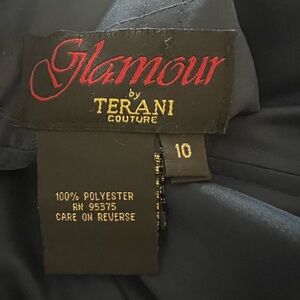 Glamour
by
TERANI
COUTURE
10
100% POLYESTER
RN 95375
CARE ON REVERSE